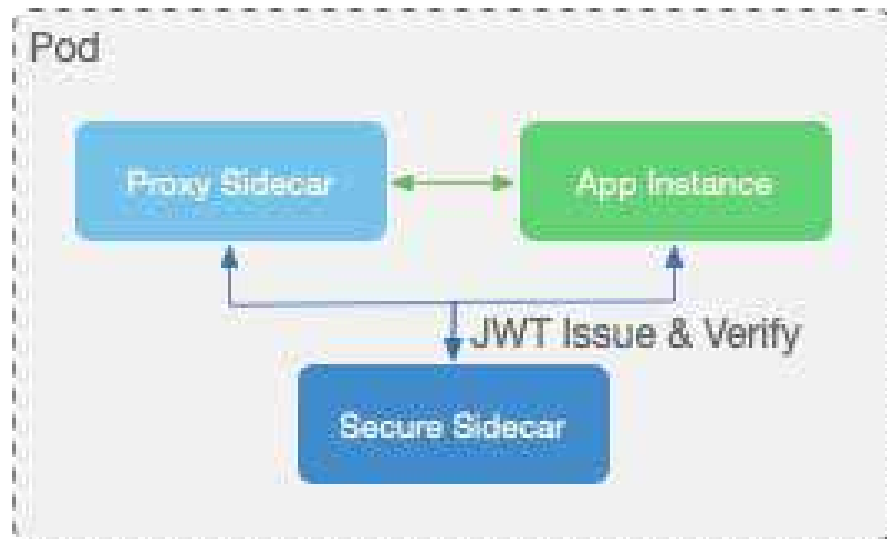 Pod
Proxy Sidecar
App Instance
JWT Issue & Verify
Secure Sidecar